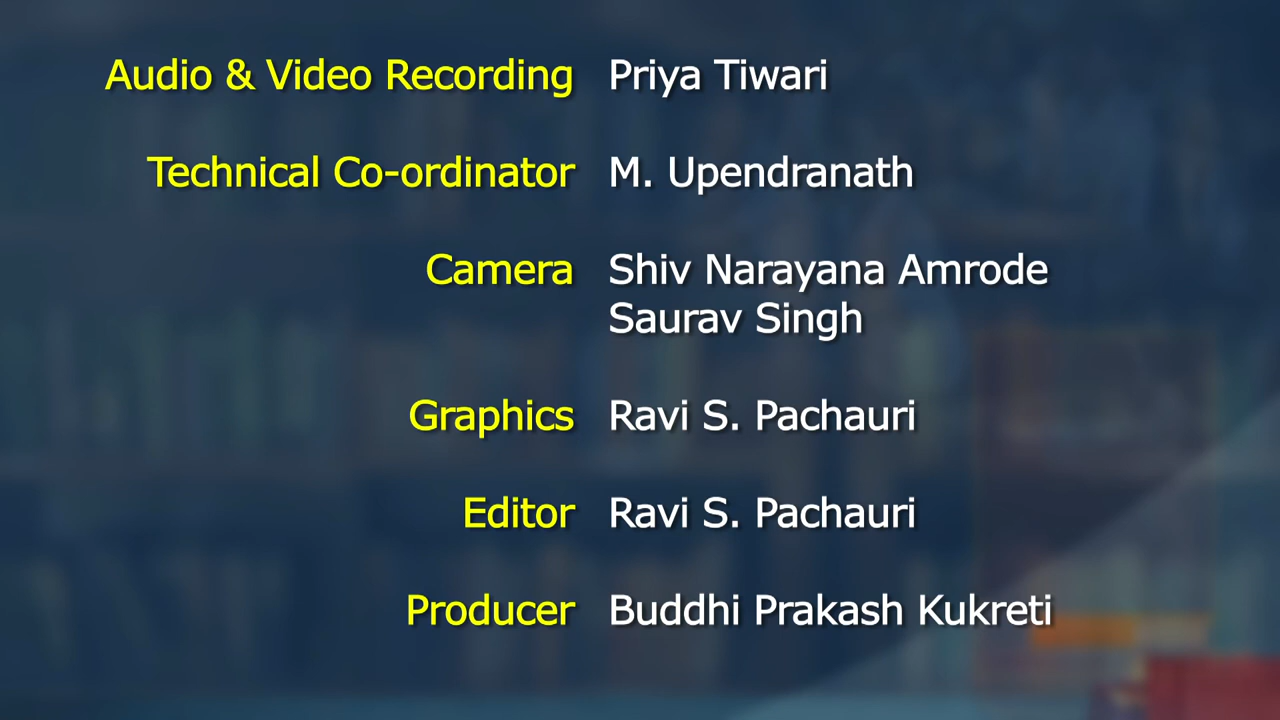 Audio & Video Recording Priya Tiwari
Technical Co-ordinator M. Upendranath
Camera Shiv Narayana Amrode
Saurav Singh
Graphics Ravi S. Pachauri
Editor Ravi S. Pachauri
Producer Buddhi Prakash Kukreti